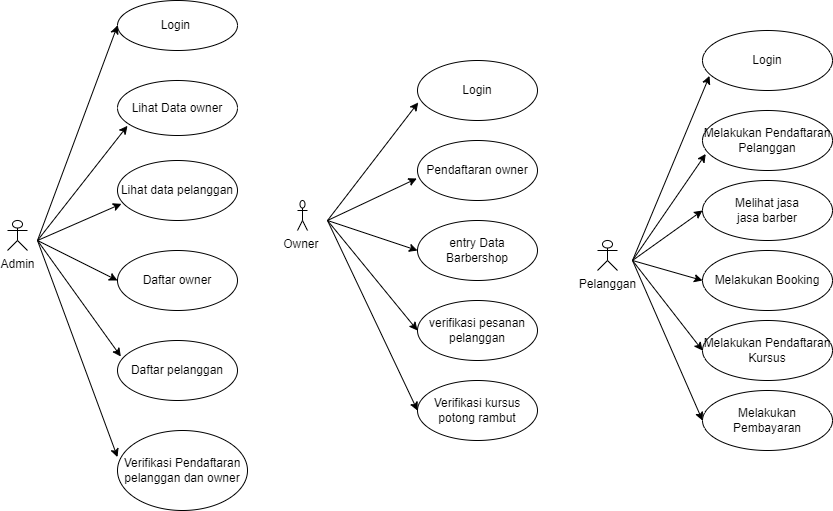 Login
Lihat Data owner
Lihat data pelanggan
Admin
Daftar owner
Daftar pelanggan
Verifikasi Pendaftaran
pelanggan dan owner
Login
Pendaftaran owner
Owner
entry Data
Barbershop
verifikasi pesanan
pelanggan
Verifikasi kursus
potong rambut
Login
Melakukan Pendaftaran
Pelanggan
Melihat jasa
jasa barber
Pelanggan
Melakukan Booking
Melakukan Pendaftaran
Kursus
Melakukan
Pembayaran